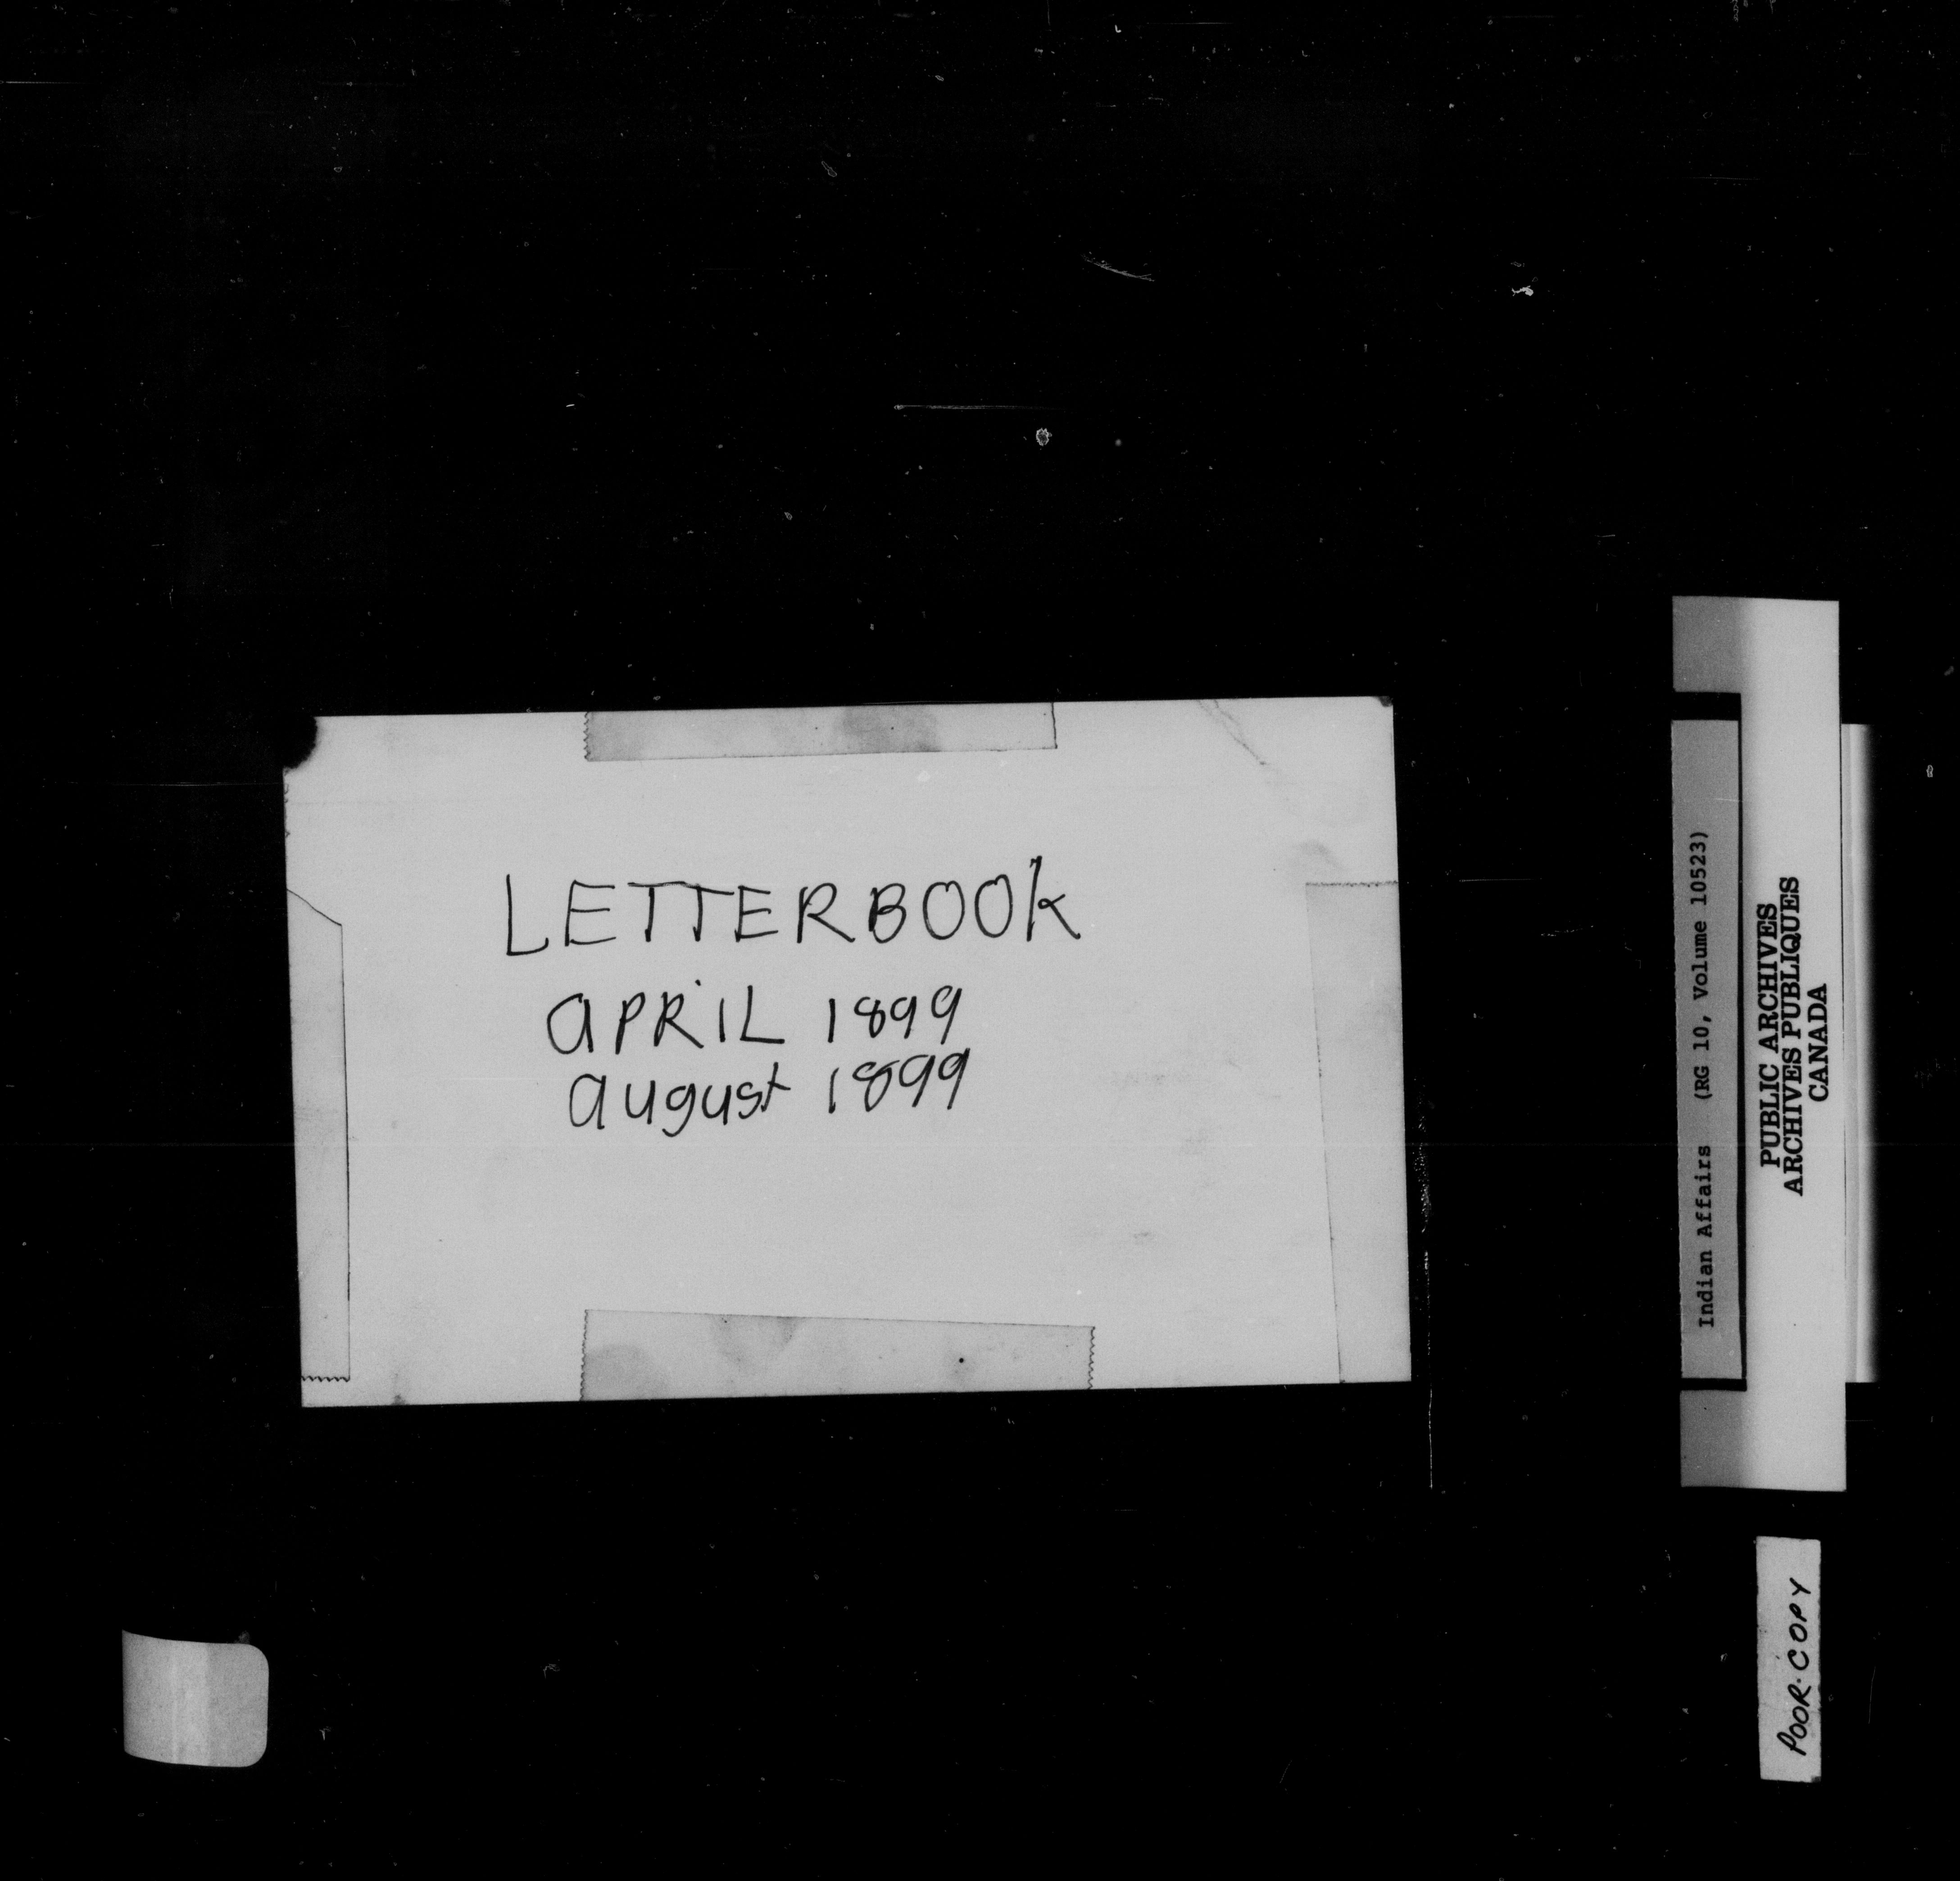 LETTERBOOK
APRIL 1899
august 1899
Indian Affairs (RG 10, Volume 10523)
PUBLIC ARCHIVES
ARCHIVES PUBLIQUES
CANADA
POOR·COPY